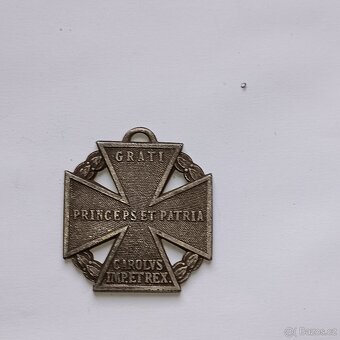 GRATI
PRINCEPS ET PATRIA
CAROLVS
IMP.ET REX.
© Bazos.cz